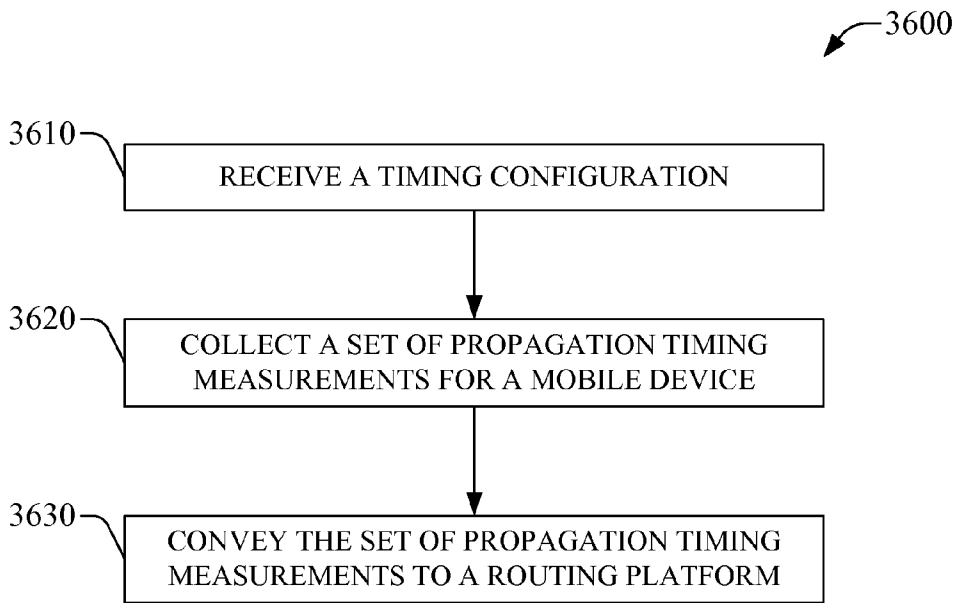 3600
3610
RECEIVE A TIMING CONFIGURATION
3620
COLLECT A SET OF PROPAGATION TIMING
MEASUREMENTS FOR A MOBILE DEVICE
3630
CONVEY THE SET OF PROPAGATION TIMING
MEASUREMENTS TO A ROUTING PLATFORM